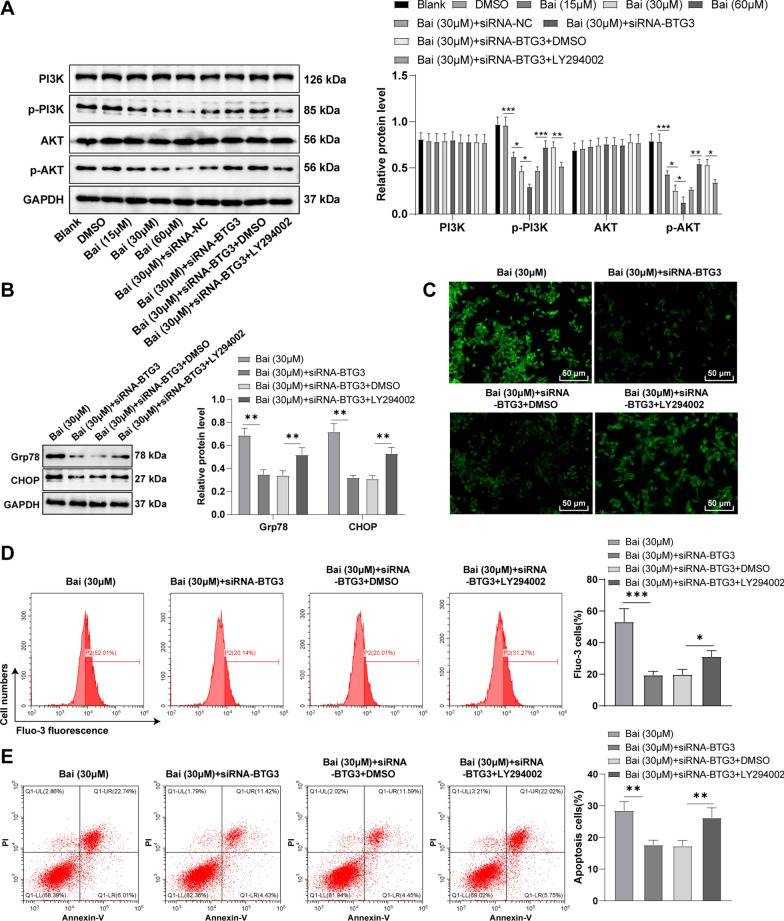 A
PI3K
126 kDa
p-PI3K
85 kDa
AKT
56 kDa
p-AKT
56 kDa
GAPDH
37 kDa
Blank
DMSO
Bai (15μM)
Bai (30μM)
Bai (60μM)
Bai (30μM)+siRNA-NC
Bai (30μM)+siRNA-BTG3
Bai (30μM)+siRNA-BTG3+DMSO
Bai (30μM)+siRNA-BTG3+LY294002
Blank DMSO Bai (15μM) Bai (30μM) Bai (60μM)
Bai (30μM)+siRNA-NC Bai (30μM)+siRNA-BTG3
Bai (30μM)+siRNA-BTG3+DMSO
Bai (30μM)+siRNA-BTG3+LY294002
Relative protein level
1.5
1.0
0.5
0.0
*** * * *** **
*** * * ** *
PI3K p-PI3K AKT p-AKT
B
Bai (30μM)
Bai (30μM)+siRNA-BTG3
Bai (30μM)+siRNA-BTG3+DMSO
Bai (30μM)+siRNA-BTG3+LY294002
Grp78
78 kDa
CHOP
27 kDa
GAPDH
37 kDa
Bai (30μM)
Bai (30μM)+siRNA-BTG3
Bai (30μM)+siRNA-BTG3+DMSO
Bai (30μM)+siRNA-BTG3+LY294002
Relative protein level
1.0
0.8
0.6
0.4
0.2
0.0
** ** ** **
Grp78 CHOP
C
Bai (30μM)
Bai (30μM)+siRNA-BTG3
50 μm
50 μm
Bai (30μM)+siRNA
-BTG3+DMSO
Bai (30μM)+siRNA
-BTG3+LY294002
50 μm
50 μm
D
Bai (30μM)
Bai (30μM)+siRNA-BTG3
Bai (30μM)+siRNA
-BTG3+DMSO
Bai (30μM)+siRNA
-BTG3+LY294002
P2(52.01%)
P2(20.14%)
P2(20.01%)
P2(31.27%)
Cell numbers
Fluo-3 fluorescence
Bai (30μM)
Bai (30μM)+siRNA-BTG3
Bai (30μM)+siRNA-BTG3+DMSO
Bai (30μM)+siRNA-BTG3+LY294002
Fluo-3 cells(%)
80
60
40
20
0
*** *
E
Bai (30μM)
Bai (30μM)+siRNA-BTG3
Bai (30μM)+siRNA
-BTG3+DMSO
Bai (30μM)+siRNA
-BTG3+LY294002
Q1-UL(2.86%) Q1-UR(22.74%)
Q1-LL(68.39%) Q1-LR(6.01%)
Q1-UL(1.79%) Q1-UR(11.42%)
Q1-LL(82.36%) Q1-LR(4.43%)
Q1-UL(2.02%) Q1-UR(11.59%)
Q1-LL(81.94%) Q1-LR(4.45%)
Q1-UL(3.21%) Q1-UR(22.02%)
Q1-LL(69.02%) Q1-LR(5.75%)
PI
PI
PI
PI
Annexin-V
Annexin-V
Annexin-V
Annexin-V
Bai (30μM)
Bai (30μM)+siRNA-BTG3
Bai (30μM)+siRNA-BTG3+DMSO
Bai (30μM)+siRNA-BTG3+LY294002
Apoptosis cells(%)
40
30
20
10
0
** **